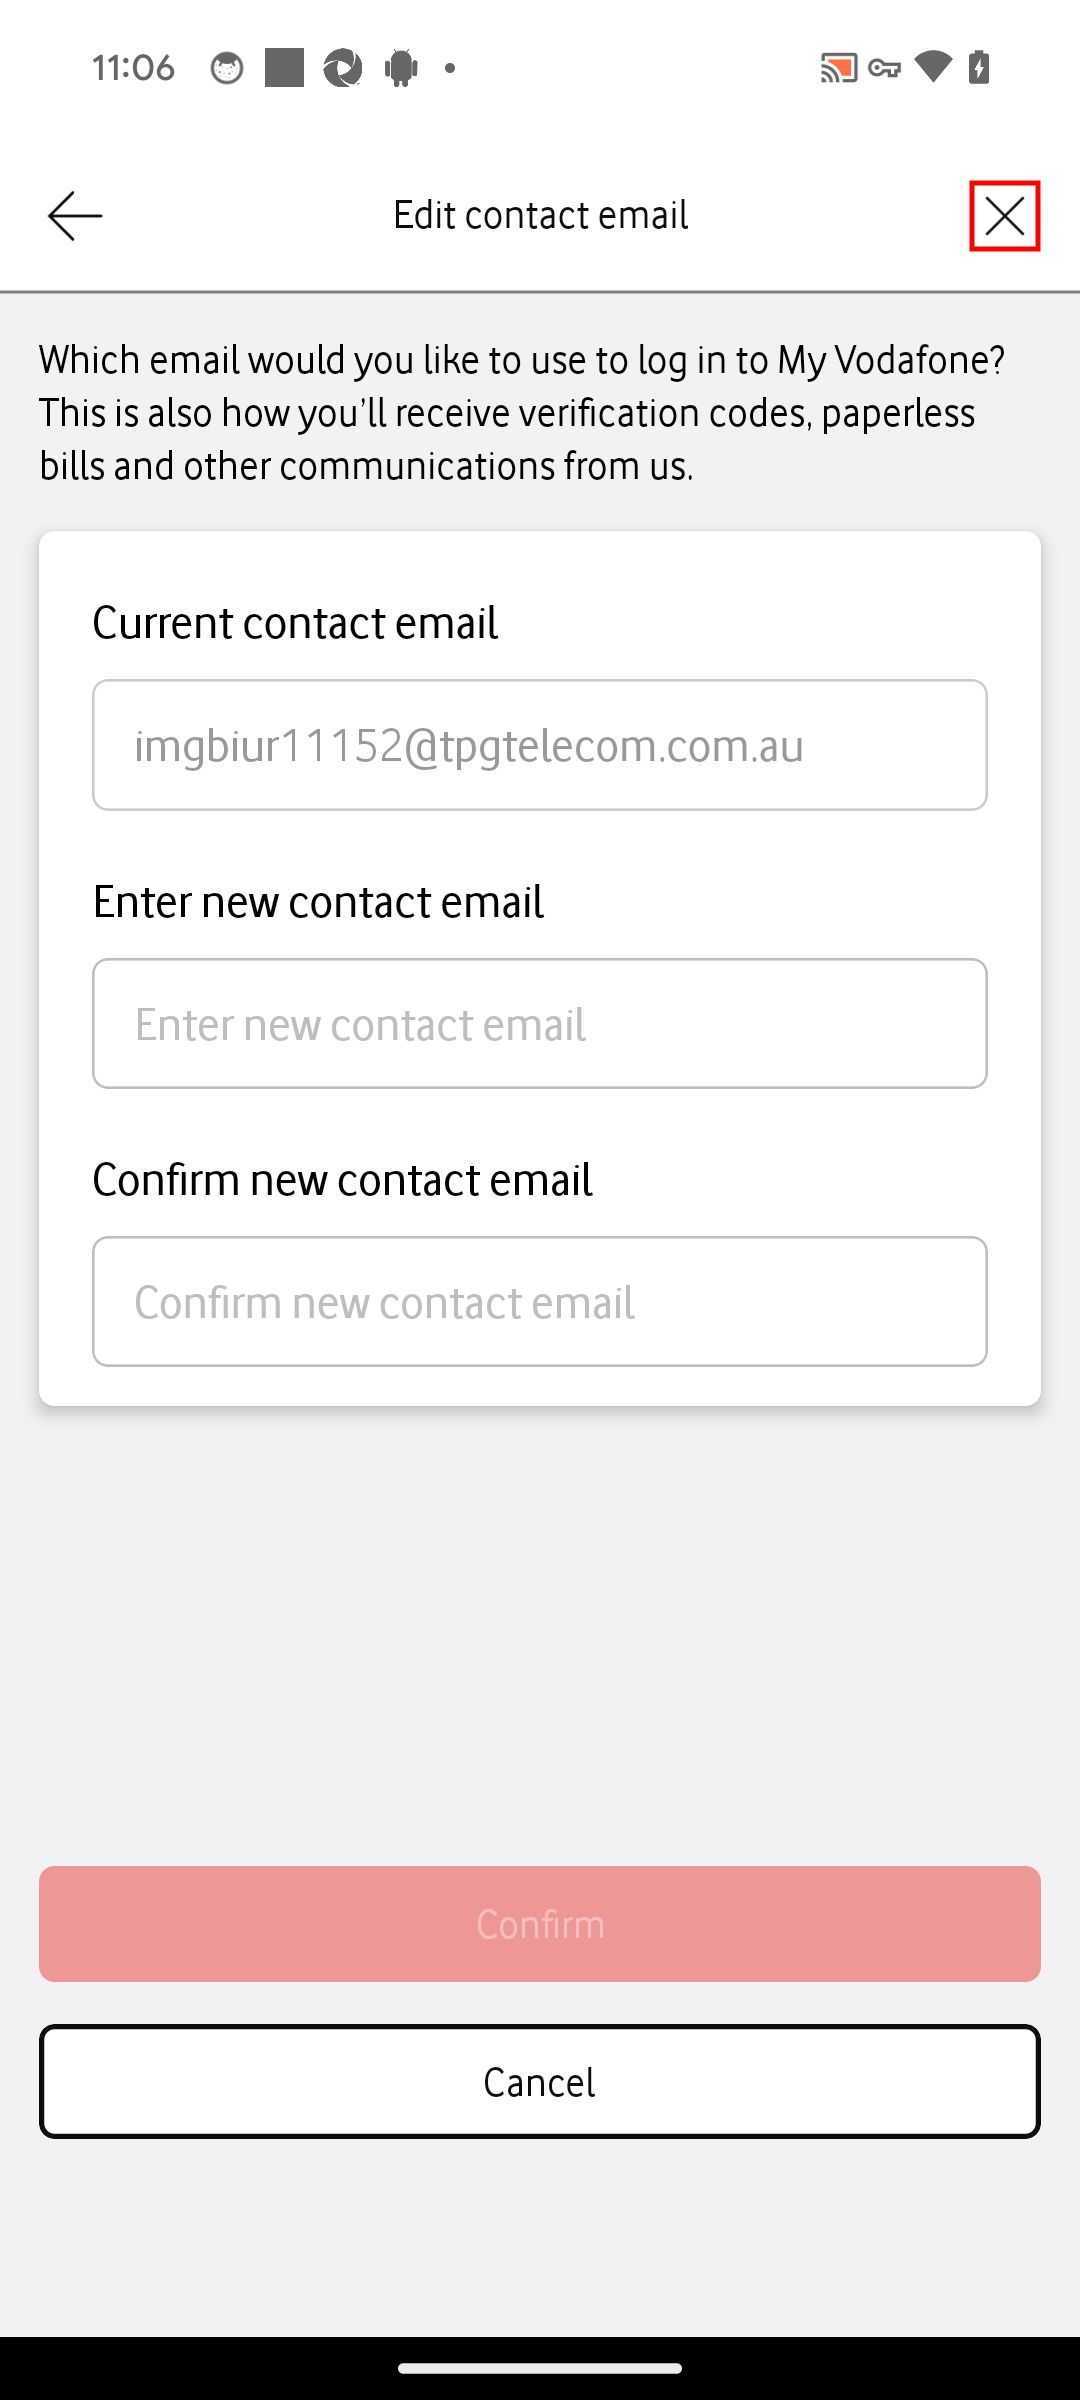 11:06
Edit contact email
Which email would you like to use to log in to My Vodafone?
This is also how you'll receive verification codes, paperless
bills and other communications from us.
Current contact email
imgbiur11152@tpgtelecom.com.au
Enter new contact email
Enter new contact email
Confirm new contact email
Confirm new contact email
Confirm
Cancel